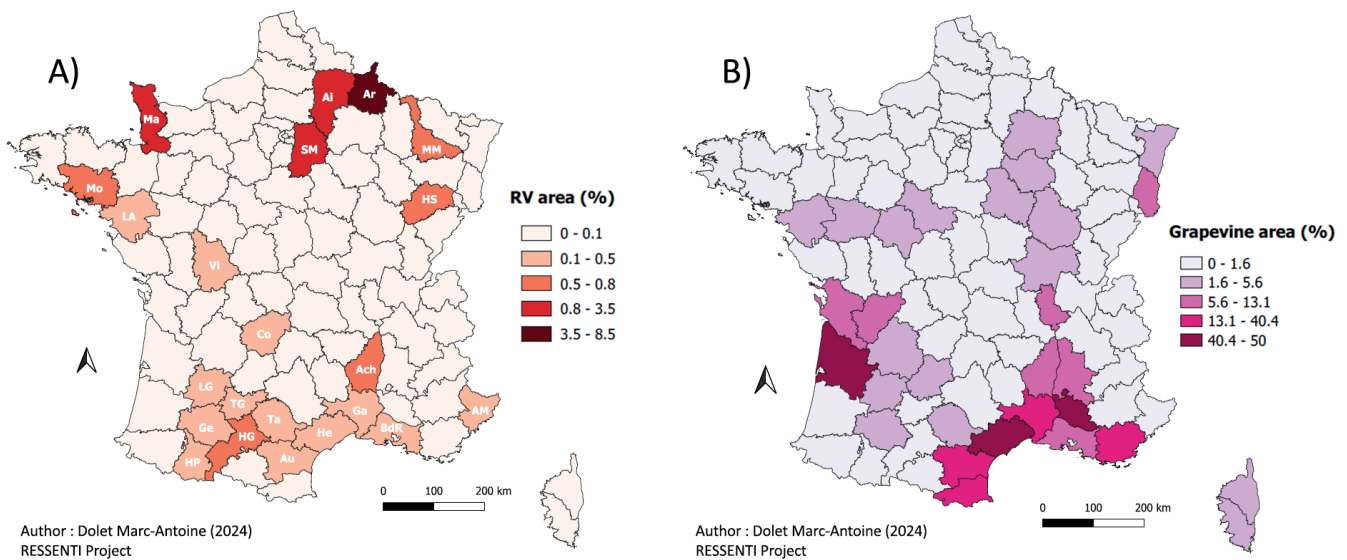 A)
Ai
Ar
Ma
SM
MM
Mo
LA
HS
Vi
Co
Ach
LG
TG
Ga
AM
Ge
Ta
HG
He
BdR
HP
Au
RV area (%)
0 - 0.1
0.1 - 0.5
0.5 - 0.8
0.8 - 3.5
3.5 - 8.5
0 100 200 km
Author : Dolet Marc-Antoine (2024)
RESSENTI Project
B)
Grapevine area (%)
0 - 1.6
1.6 - 5.6
5.6 - 13.1
13.1 - 40.4
40.4 - 50
0 100 200 km
Author : Dolet Marc-Antoine (2024)
RESSENTI Project